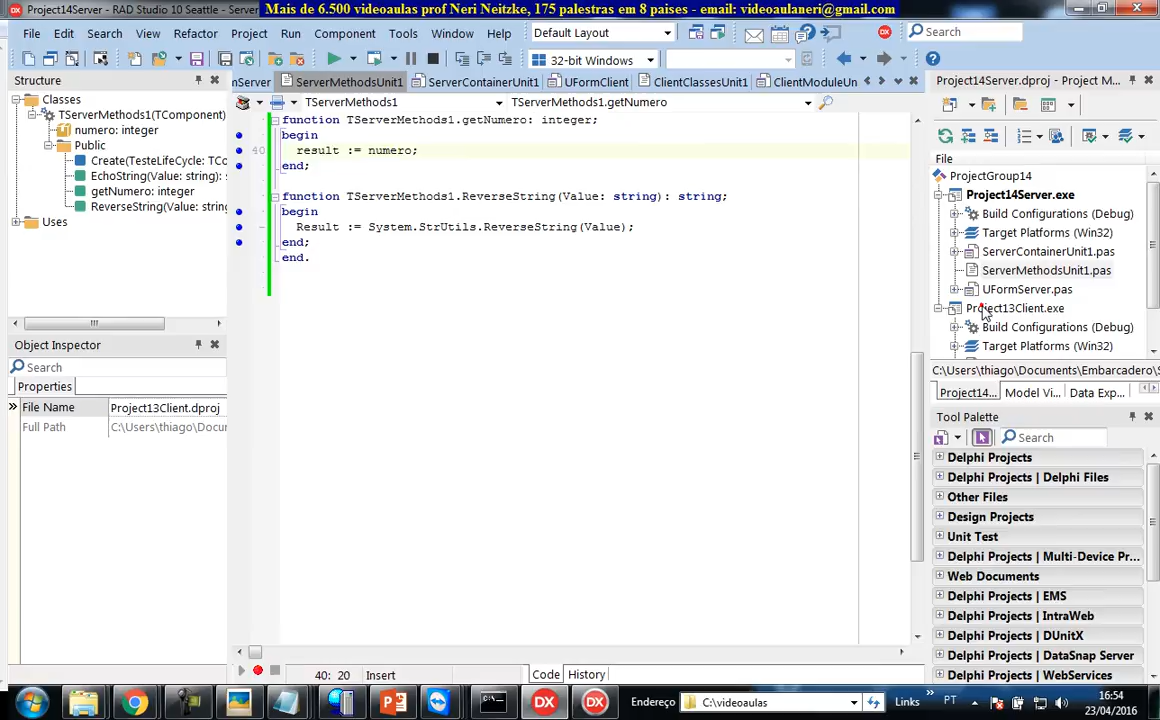 Project14Server - RAD Studio 10 Seattle - Server
Mais de 6.500 videoaulas prof Neri Neitzke, 175 palestras em 8 paises - email: videoaulaneri@gmail.com
File Edit Search View Refactor Project Run Component Tools Window Help
Default Layout
Search
32-bit Windows
Structure
nServer ServerMethodsUnit1 ServerContainerUnit1 UFormClient ClientClassesUnit1 ClientModuleUn
Project14Server.dproj - Project M...
TServerMethods1
TServerMethods1.getNumero
Classes
TServerMethods1(TComponent)
numero: integer
Public
Create(TesteLifeCycle: TCo
EchoString(Value: string) :
getNumero: integer
ReverseString(Value: string
Uses
function TServerMethods1.getNumero: integer;
begin
40 result := numero;
end;
function TServerMethods1.ReverseString(Value: string): string;
begin
Result := System.StrUtils.ReverseString(Value);
end;
end.
File
ProjectGroup14
Project14Server.exe
Build Configurations (Debug)
Target Platforms (Win32)
ServerContainerUnit1.pas
ServerMethodsUnit1.pas
UFormServer.pas
Project13Client.exe
Build Configurations (Debug)
Target Platforms (Win32)
C:\Users\thiago\Documents\Embarcadero\S
Project14... Model Vi... Data Exp...
Object Inspector
Search
Properties
File Name Project13Client.dproj
Full Path C:\Users\thiago\Docu
Tool Palette
Search
Delphi Projects
Delphi Projects | Delphi Files
Other Files
Design Projects
Unit Test
Delphi Projects | Multi-Device Pr...
Web Documents
Delphi Projects | EMS
Delphi Projects | IntraWeb
Delphi Projects | DUnitX
Delphi Projects | DataSnap Server
Delphi Projects | WebServices
40: 20 Insert
Code History
Endereço C:\videoaulas
Links
PT
16:54
23/04/2016